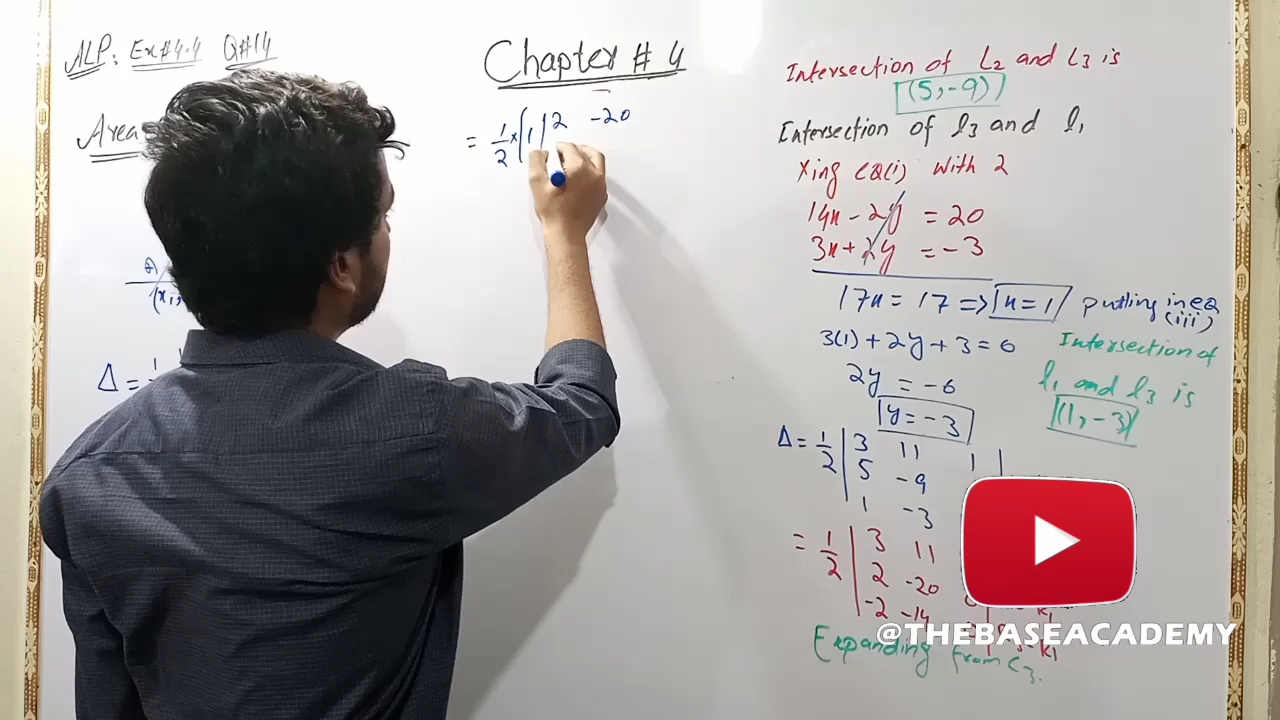 ALP: Ex#4.4 Q#14
Chapter # 4
Area
= 1/2 × [ 1 | 2 -20
Δ =
Intersection of L2 and L3 is
(5, -9)
Intersection of l3 and l1
Xing EQ(i) with 2
14x - 2y = 20
3x + 2y = -3
17x = 17 => x = 1 putting in EQ (iii)
3(1) + 2y + 3 = 0
2y = -6
y = -3
Intersection of
l1 and l3 is
(1, -3)
Δ = 1/2 | 3 11 1 |
5 -9
1 -3
= 1/2 | 3 11
2 -20
-2 -14
Expanding from C3.
@THEBASEACADEMY